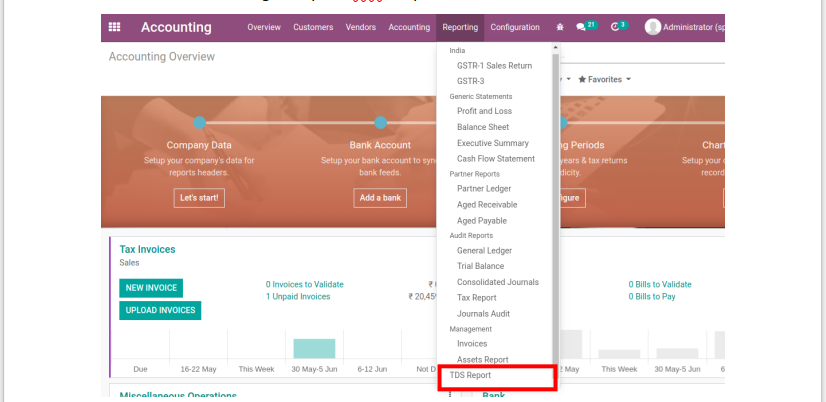 Accounting Overview Customers Vendors Accounting Reporting Configuration 21 3 Administrator (sp
Accounting Overview
India
GSTR-1 Sales Return
GSTR-3
Favorites
Generic Statements
Profit and Loss
Balance Sheet
Executive Summary
Cash Flow Statement
Partner Reports
Partner Ledger
Aged Receivable
Aged Payable
Audit Reports
General Ledger
Trial Balance
Consolidated Journals
Tax Report
Journals Audit
Management
Invoices
Assets Report
TDS Report
Company Data
Setup your company's data for
reports headers.
Let's start!
Bank Account
Setup your bank account to syn
bank feeds.
Add a bank
ng Periods
years & tax returns
dicity.
igure
Chart
Setup your c
record
Tax Invoices
Sales
NEW INVOICE
UPLOAD INVOICES
0 Invoices to Validate
1 Unpaid Invoices
₹ 20,45
0 Bills to Validate
0 Bills to Pay
Due 16-22 May This Week 30 May-5 Jun 6-12 Jun Not D
May This Week 30 May-5 Jun 6
Miscellaneous Operations
Bank